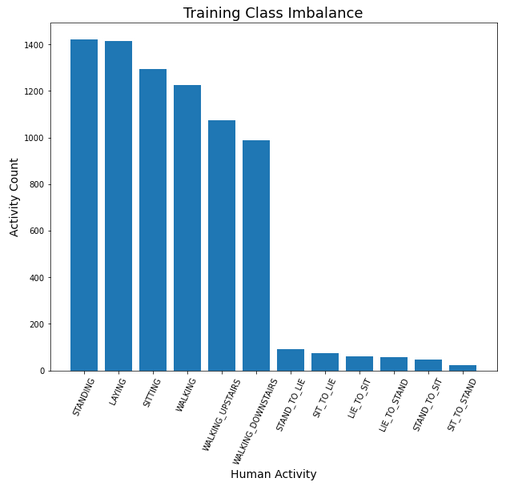 Training Class Imbalance
1400
1200
1000
800
600
400
200
0
Activity Count
STANDING
LAYING
SITTING
WALKING
WALKING_UPSTAIRS
WALKING_DOWNSTAIRS
STAND_TO_LIE
SIT_TO_LIE
LIE_TO_SIT
LIE_TO_STAND
STAND_TO_SIT
SIT_TO_STAND
Human Activity